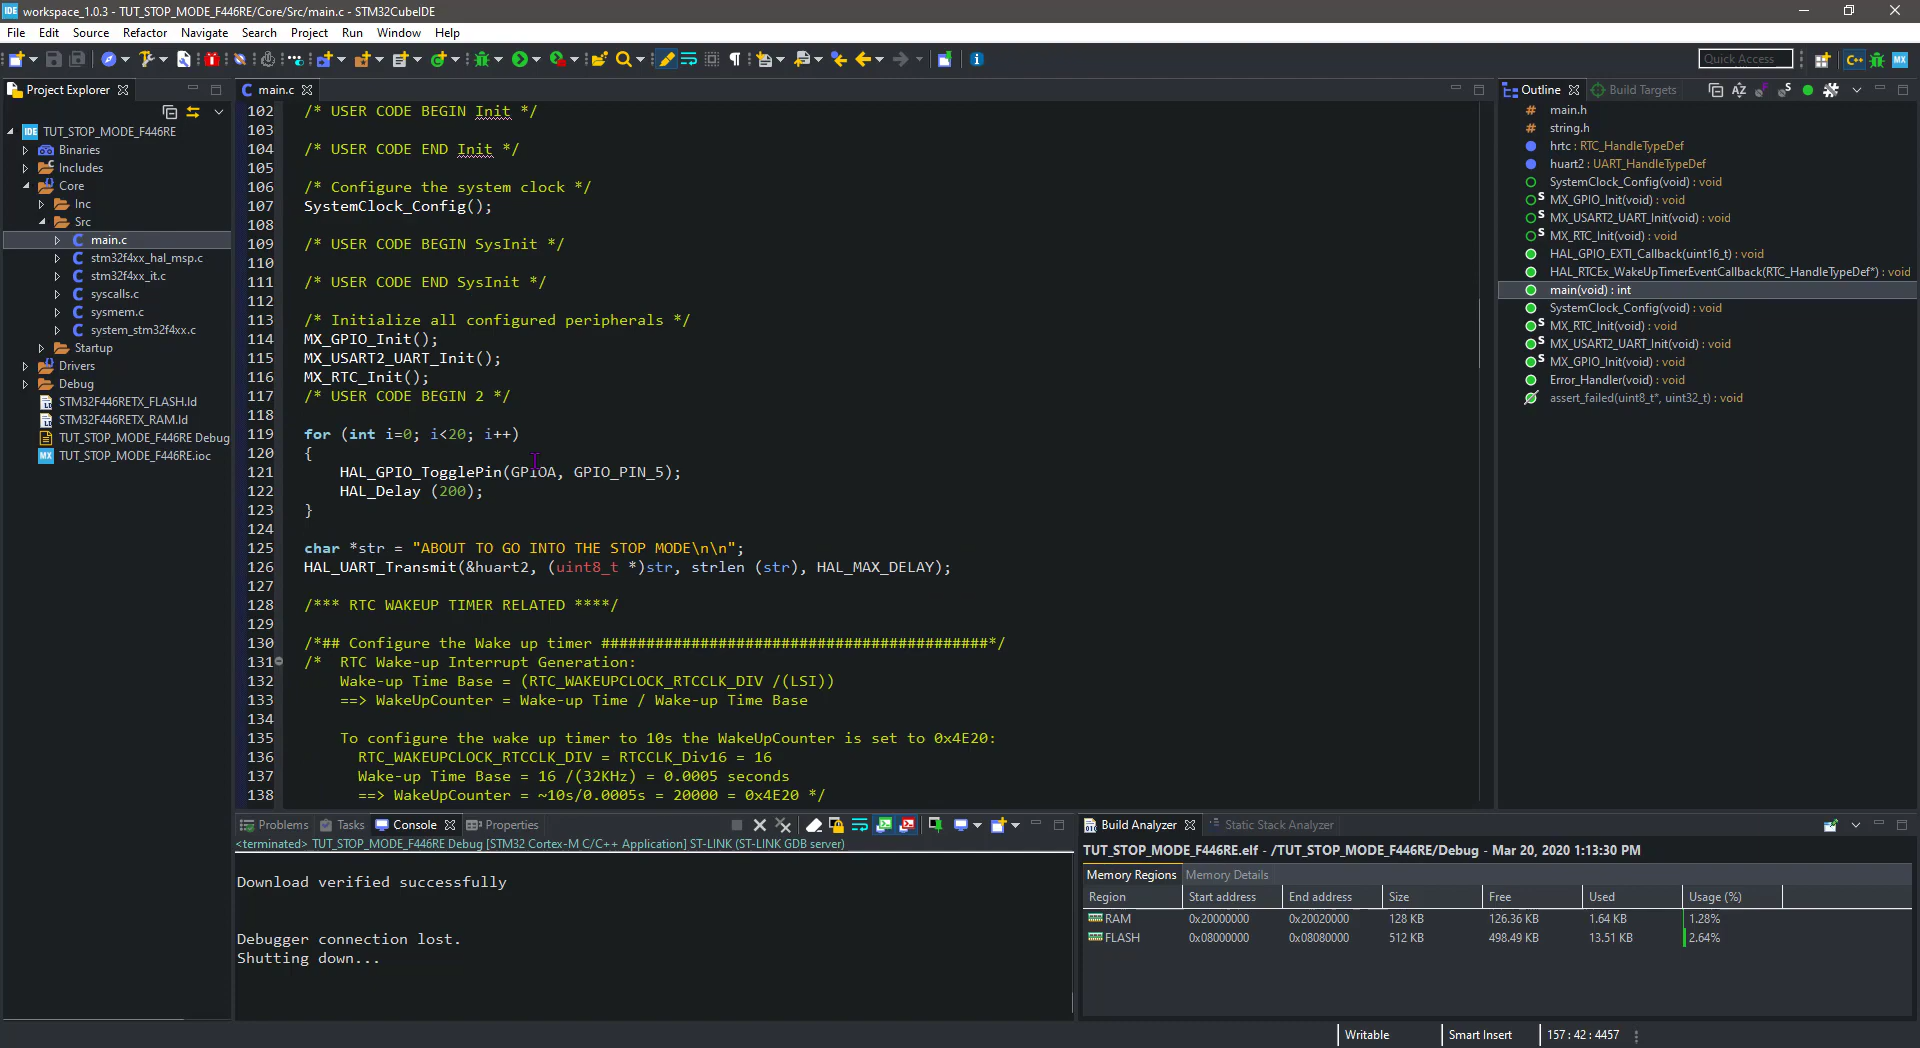 workspace_1.0.3 - TUT_STOP_MODE_F446RE/Core/Src/main.c - STM32CubeIDE
File Edit Source Refactor Navigate Search Project Run Window Help
Quick Access
Project Explorer
TUT_STOP_MODE_F446RE
Binaries
Includes
Core
Inc
Src
main.c
stm32f4xx_hal_msp.c
stm32f4xx_it.c
syscalls.c
sysmem.c
system_stm32f4xx.c
Startup
Drivers
Debug
STM32F446RETX_FLASH.ld
STM32F446RETX_RAM.ld
TUT_STOP_MODE_F446RE Debug
TUT_STOP_MODE_F446RE.ioc
main.c
102 /* USER CODE BEGIN Init */
103
104 /* USER CODE END Init */
105
106 /* Configure the system clock */
107 SystemClock_Config();
108
109 /* USER CODE BEGIN SysInit */
110
111 /* USER CODE END SysInit */
112
113 /* Initialize all configured peripherals */
114 MX_GPIO_Init();
115 MX_USART2_UART_Init();
116 MX_RTC_Init();
117 /* USER CODE BEGIN 2 */
118
119 for (int i=0; i<20; i++)
120 {
121 HAL_GPIO_TogglePin(GPIOA, GPIO_PIN_5);
122 HAL_Delay (200);
123 }
124
125 char *str = "ABOUT TO GO INTO THE STOP MODE\n\n";
126 HAL_UART_Transmit(&huart2, (uint8_t *)str, strlen (str), HAL_MAX_DELAY);
127
128 /*** RTC WAKEUP TIMER RELATED ****/
129
130 /*## Configure the Wake up timer ###########################################*/
131 /* RTC Wake-up Interrupt Generation:
132 Wake-up Time Base = (RTC_WAKEUPCLOCK_RTCCLK_DIV /(LSI))
133 ==> WakeUpCounter = Wake-up Time / Wake-up Time Base
134
135 To configure the wake up timer to 10s the WakeUpCounter is set to 0x4E20:
136 RTC_WAKEUPCLOCK_RTCCLK_DIV = RTCCLK_Div16 = 16
137 Wake-up Time Base = 16 /(32KHz) = 0.0005 seconds
138 ==> WakeUpCounter = ~10s/0.0005s = 20000 = 0x4E20 */
Outline Build Targets
main.h
string.h
hrtc : RTC_HandleTypeDef
huart2 : UART_HandleTypeDef
SystemClock_Config(void) : void
S MX_GPIO_Init(void) : void
S MX_USART2_UART_Init(void) : void
S MX_RTC_Init(void) : void
HAL_GPIO_EXTI_Callback(uint16_t) : void
HAL_RTCEx_WakeUpTimerEventCallback(RTC_HandleTypeDef*) : void
main(void) : int
SystemClock_Config(void) : void
S MX_RTC_Init(void) : void
S MX_USART2_UART_Init(void) : void
S MX_GPIO_Init(void) : void
Error_Handler(void) : void
assert_failed(uint8_t*, uint32_t) : void
Problems Tasks Console Properties
<terminated> TUT_STOP_MODE_F446RE Debug [STM32 Cortex-M C/C++ Application] ST-LINK (ST-LINK GDB server)
Download verified successfully
Debugger connection lost.
Shutting down...
Build Analyzer Static Stack Analyzer
TUT_STOP_MODE_F446RE.elf - /TUT_STOP_MODE_F446RE/Debug - Mar 20, 2020 1:13:30 PM
Memory Regions Memory Details
Region Start address End address Size Free Used Usage (%)
RAM 0x20000000 0x20020000 128 KB 126.36 KB 1.64 KB 1.28%
FLASH 0x08000000 0x08080000 512 KB 498.49 KB 13.51 KB 2.64%
Writable Smart Insert 157 : 42 : 4457